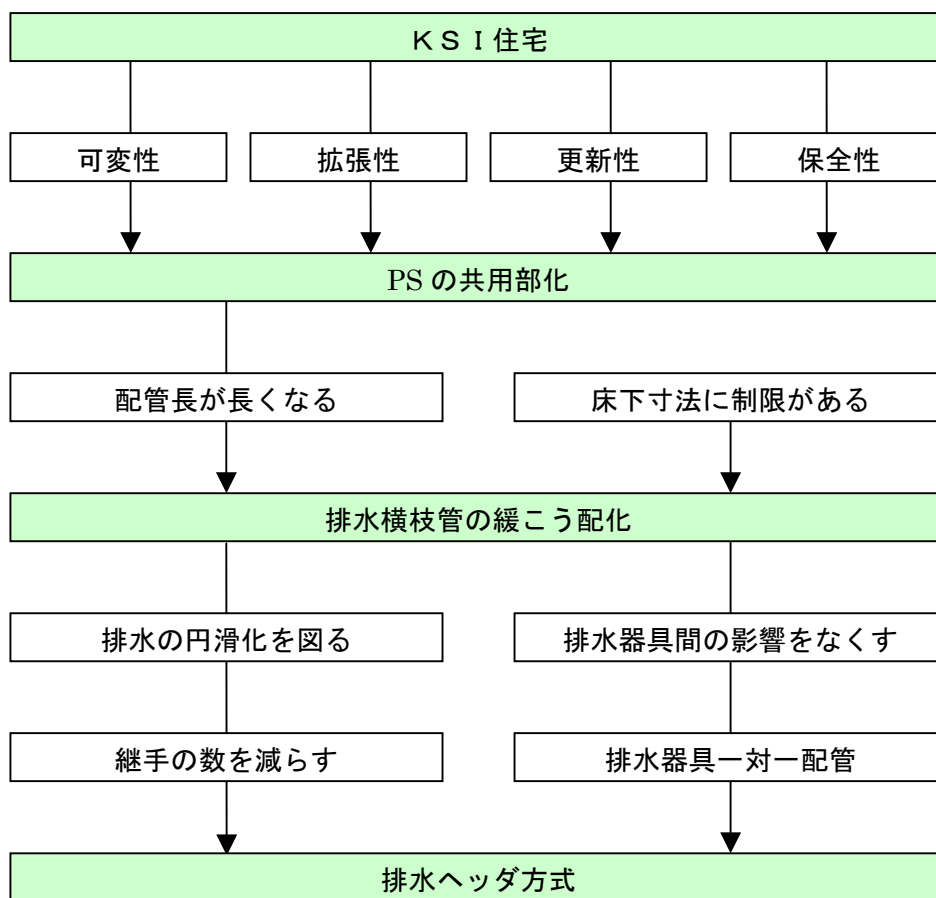 ＫＳＩ住宅
可変性
拡張性
更新性
保全性
PSの共用部化
配管長が長くなる
床下寸法に制限がある
排水横枝管の緩こう配化
排水の円滑化を図る
排水器具間の影響をなくす
継手の数を減らす
排水器具一対一配管
排水ヘッダ方式